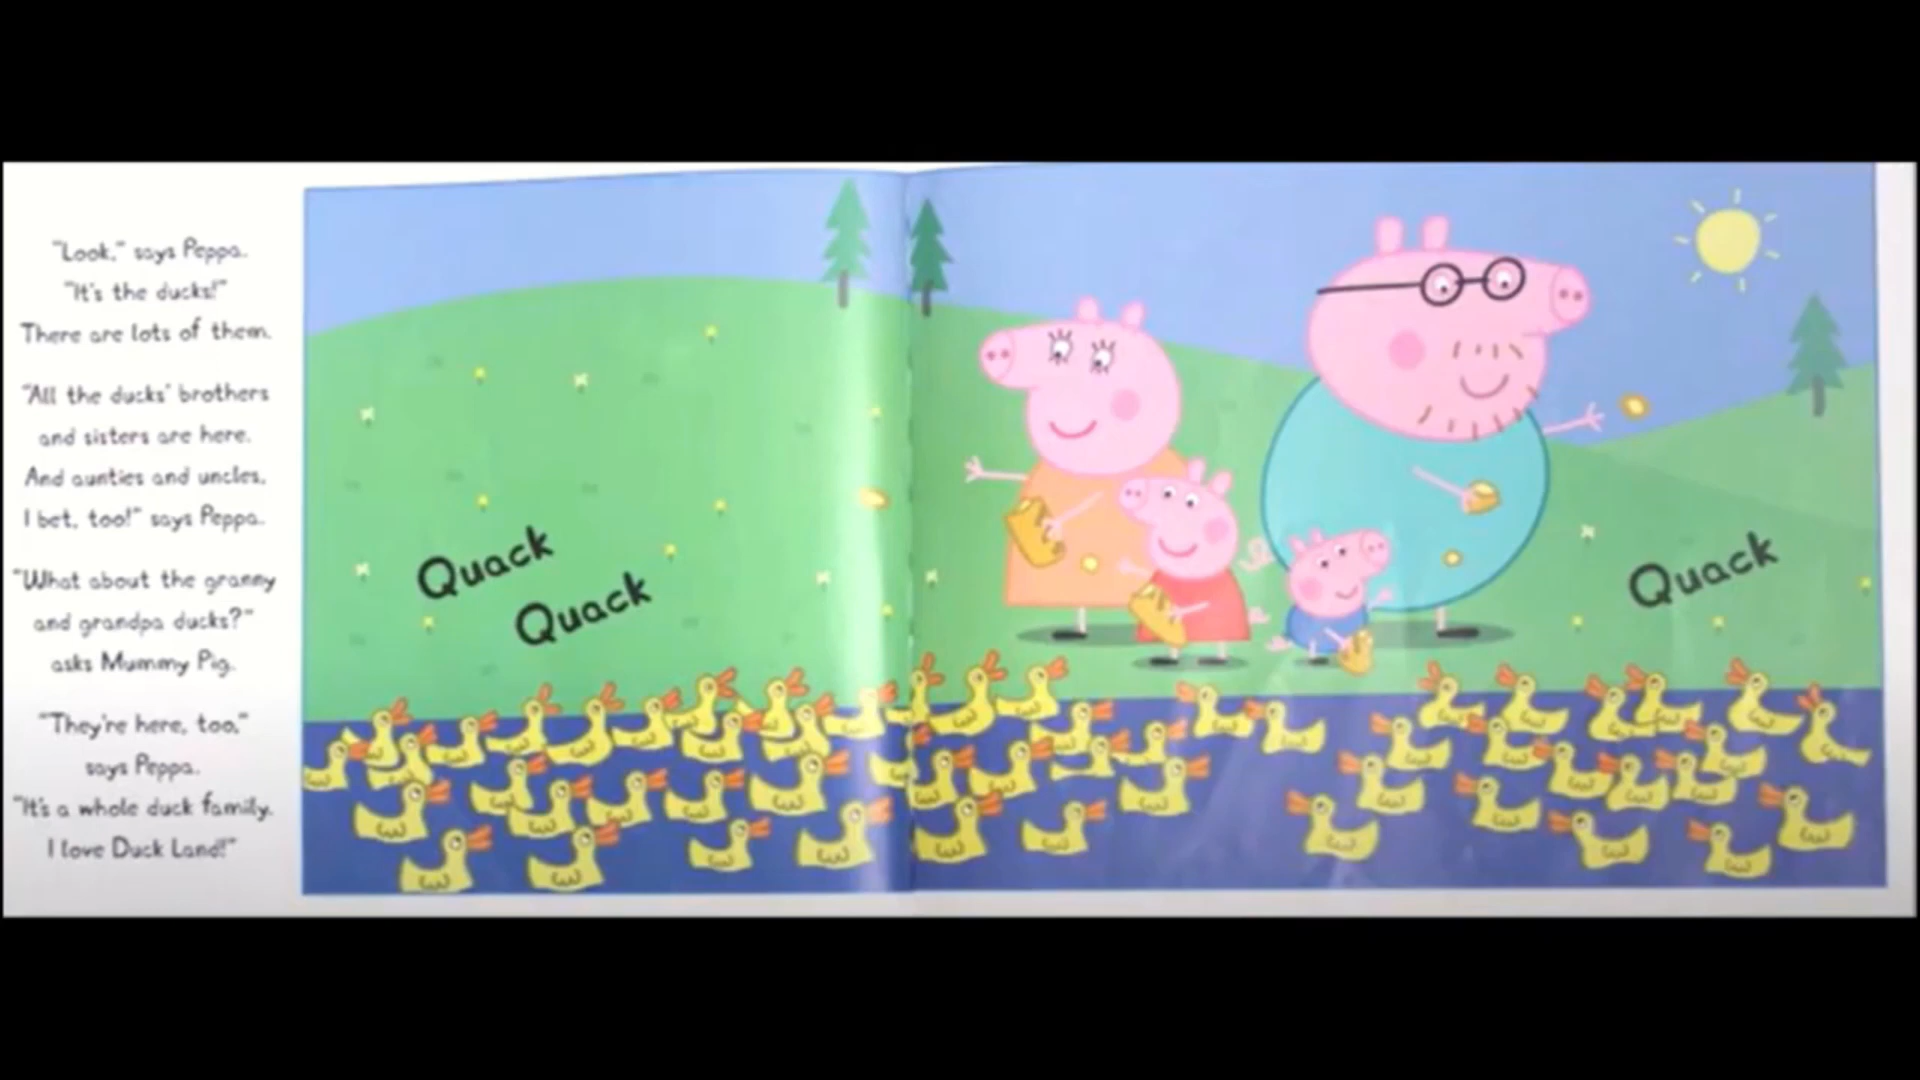 "Look," says Peppa.
"It's the ducks!"
There are lots of them.
"All the ducks' brothers
and sisters are here.
And aunties and uncles,
I bet, too!" says Peppa.
"What about the granny
and grandpa ducks?"
asks Mummy Pig.
"They're here, too,"
says Peppa.
"It's a whole duck family.
I love Duck Land!"
Quack
Quack
Quack